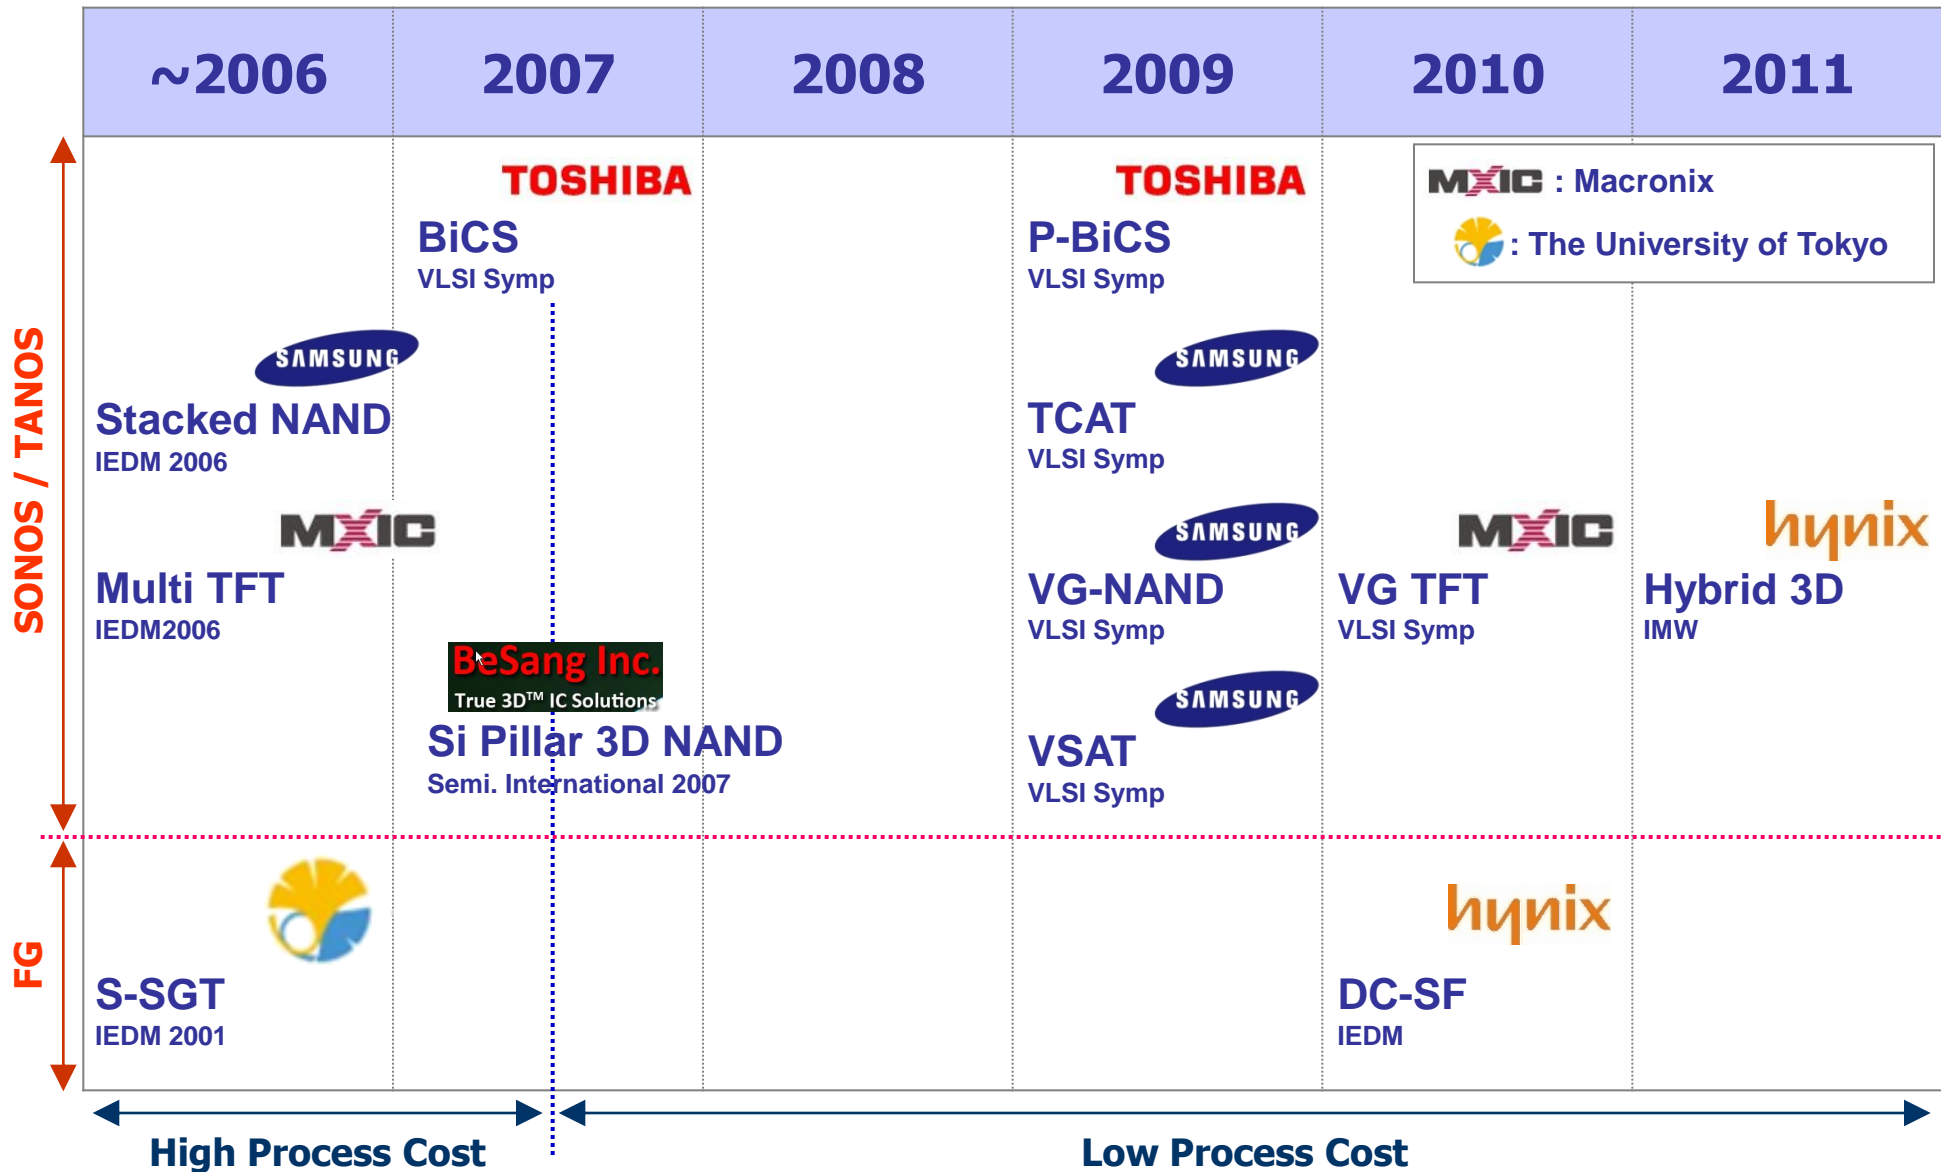 ~2006 2007 2008 2009 2010 2011
TOSHIBA
BiCS
VLSI Symp
TOSHIBA
P-BiCS
VLSI Symp
MXIC : Macronix
: The University of Tokyo
SAMSUNG
Stacked NAND
IEDM 2006
SAMSUNG
TCAT
VLSI Symp
MXIC
Multi TFT
IEDM2006
SAMSUNG
VG-NAND
VLSI Symp
MXIC
VG TFT
VLSI Symp
hynix
Hybrid 3D
IMW
BeSang Inc.
True 3D™ IC Solutions
Si Pillar 3D NAND
Semi. International 2007
SAMSUNG
VSAT
VLSI Symp
SONOS / TANOS
FG
S-SGT
IEDM 2001
hynix
DC-SF
IEDM
High Process Cost
Low Process Cost